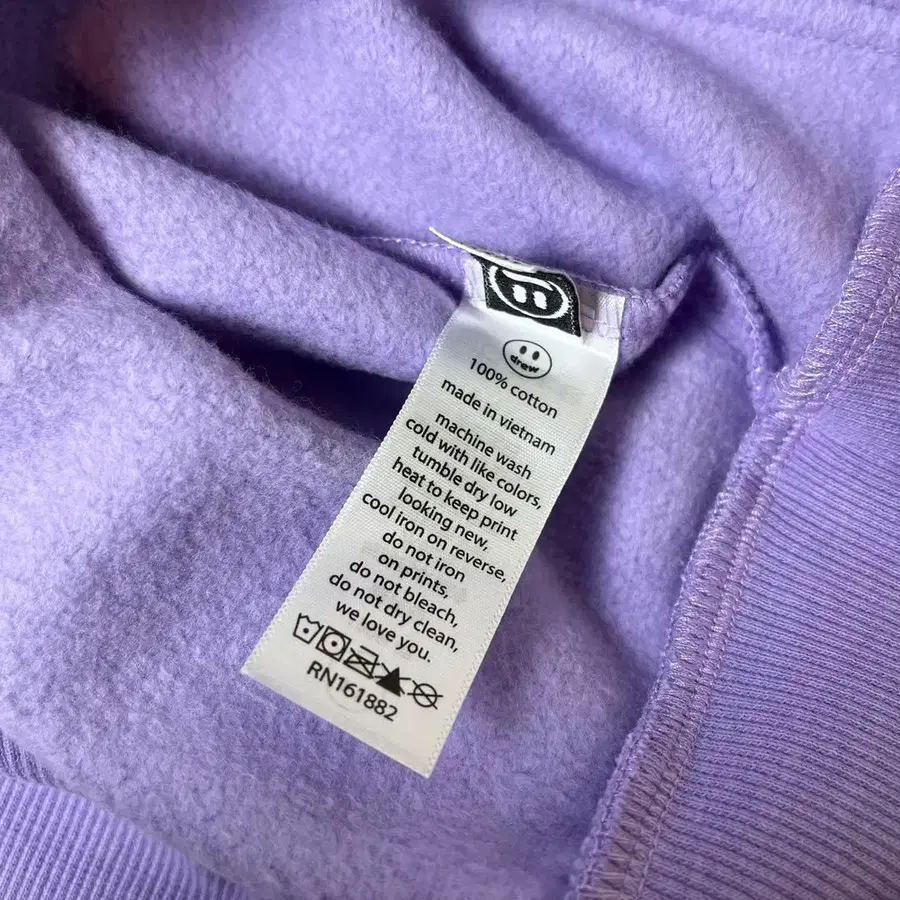 drew
100% cotton
made in vietnam
machine wash
cold with like colors,
tumble dry low
heat to keep print
looking new,
cool iron on reverse,
do not iron
on prints,
do not bleach,
do not dry clean,
we love you.
RN161882